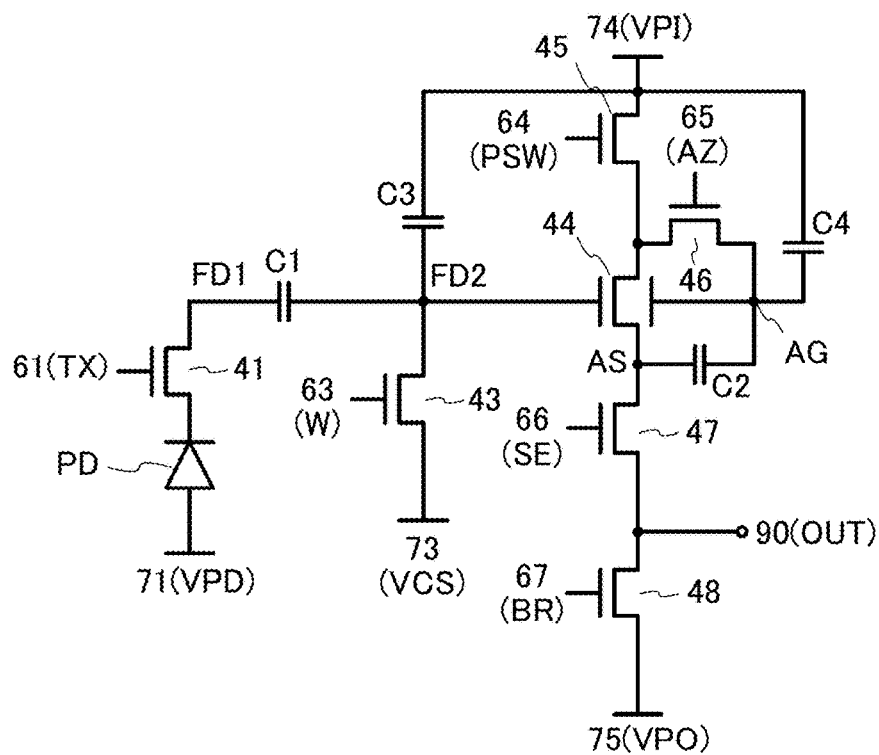 74(VPI)
45
64
(PSW)
65
(AZ)
C3
44
C4
FD1
C1
FD2
46
61(TX)
41
63
(W)
43
AS
C2
AG
66
(SE)
47
PD
71(VPD)
73
(VCS)
90(OUT)
67
(BR)
48
75(VPO)